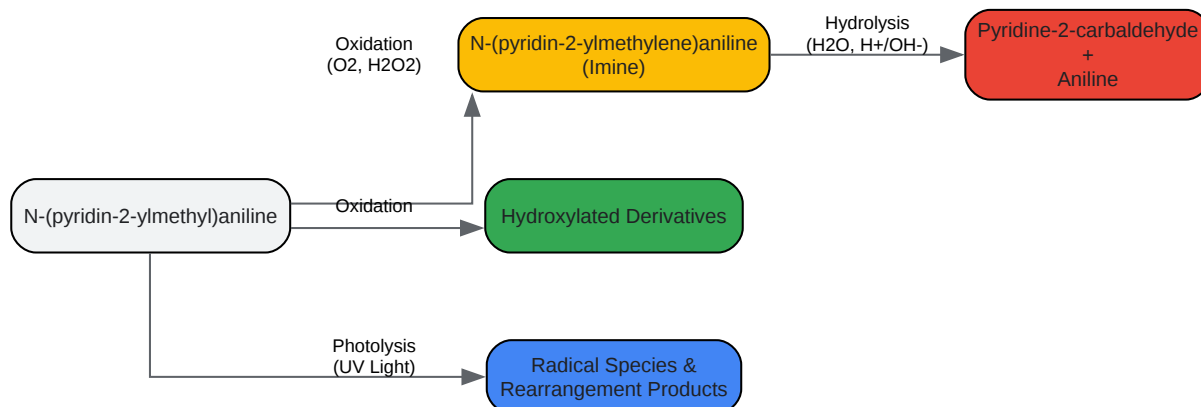 Oxidation
(O2, H2O2)
N-(pyridin-2-ylmethylene)aniline
(Imine)
Hydrolysis
(H2O, H+/OH-)
Pyridine-2-carbaldehyde
+
Aniline
N-(pyridin-2-ylmethyl)aniline
Oxidation
Hydroxylated Derivatives
Photolysis
(UV Light)
Radical Species &
Rearrangement Products